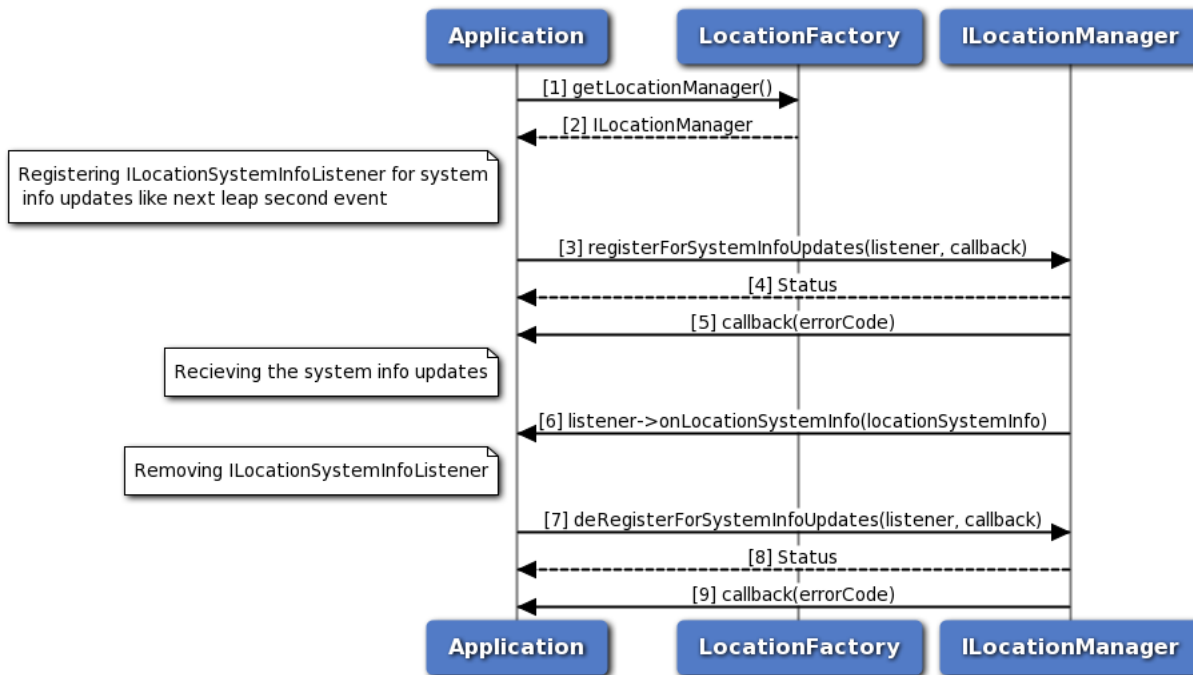 Application
LocationFactory
ILocationManager
[1] getLocationManager()
[2] ILocationManager
Registering ILocationSystemInfoListener for system
info updates like next leap second event
[3] registerForSystemInfoUpdates(listener, callback)
[4] Status
[5] callback(errorCode)
Recieving the system info updates
[6] listener->onLocationSystemInfo(locationSystemInfo)
Removing ILocationSystemInfoListener
[7] deRegisterForSystemInfoUpdates(listener, callback)
[8] Status
[9] callback(errorCode)
Application
LocationFactory
ILocationManager